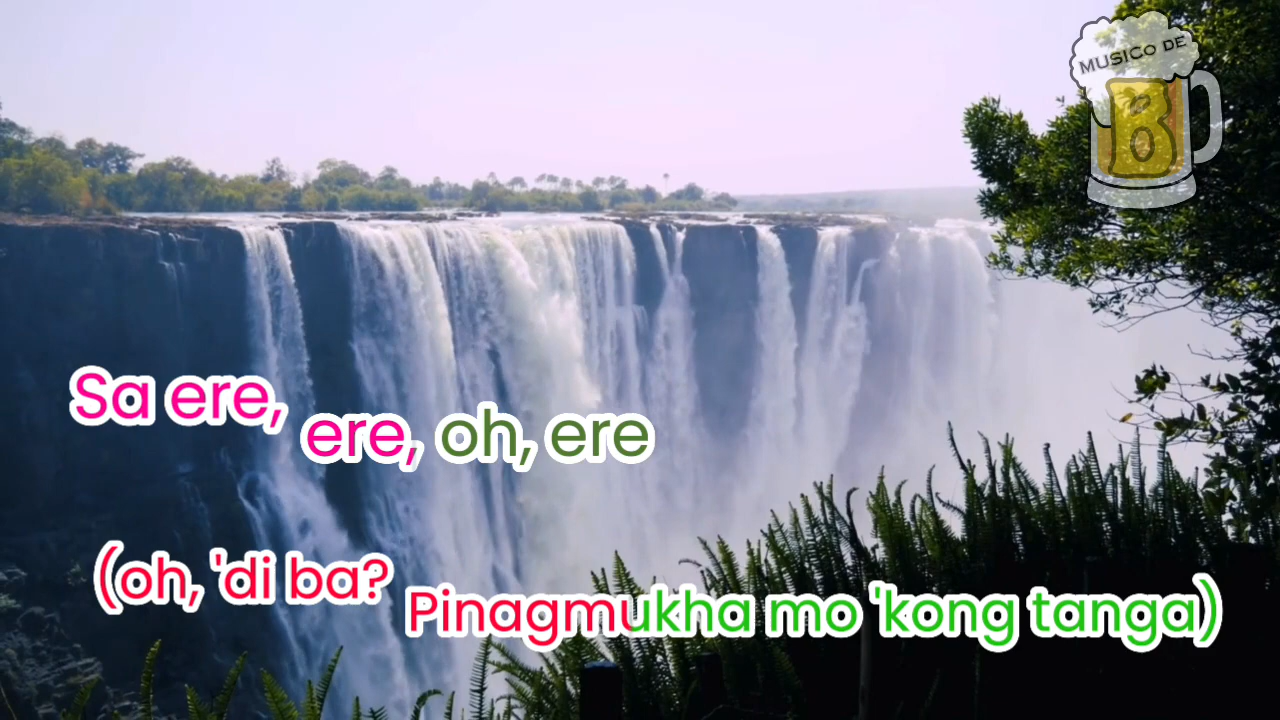 MUSICO DE
B
Sa ere, ere, oh, ere
(oh, 'di ba? Pinagmukha mo 'kong tanga)